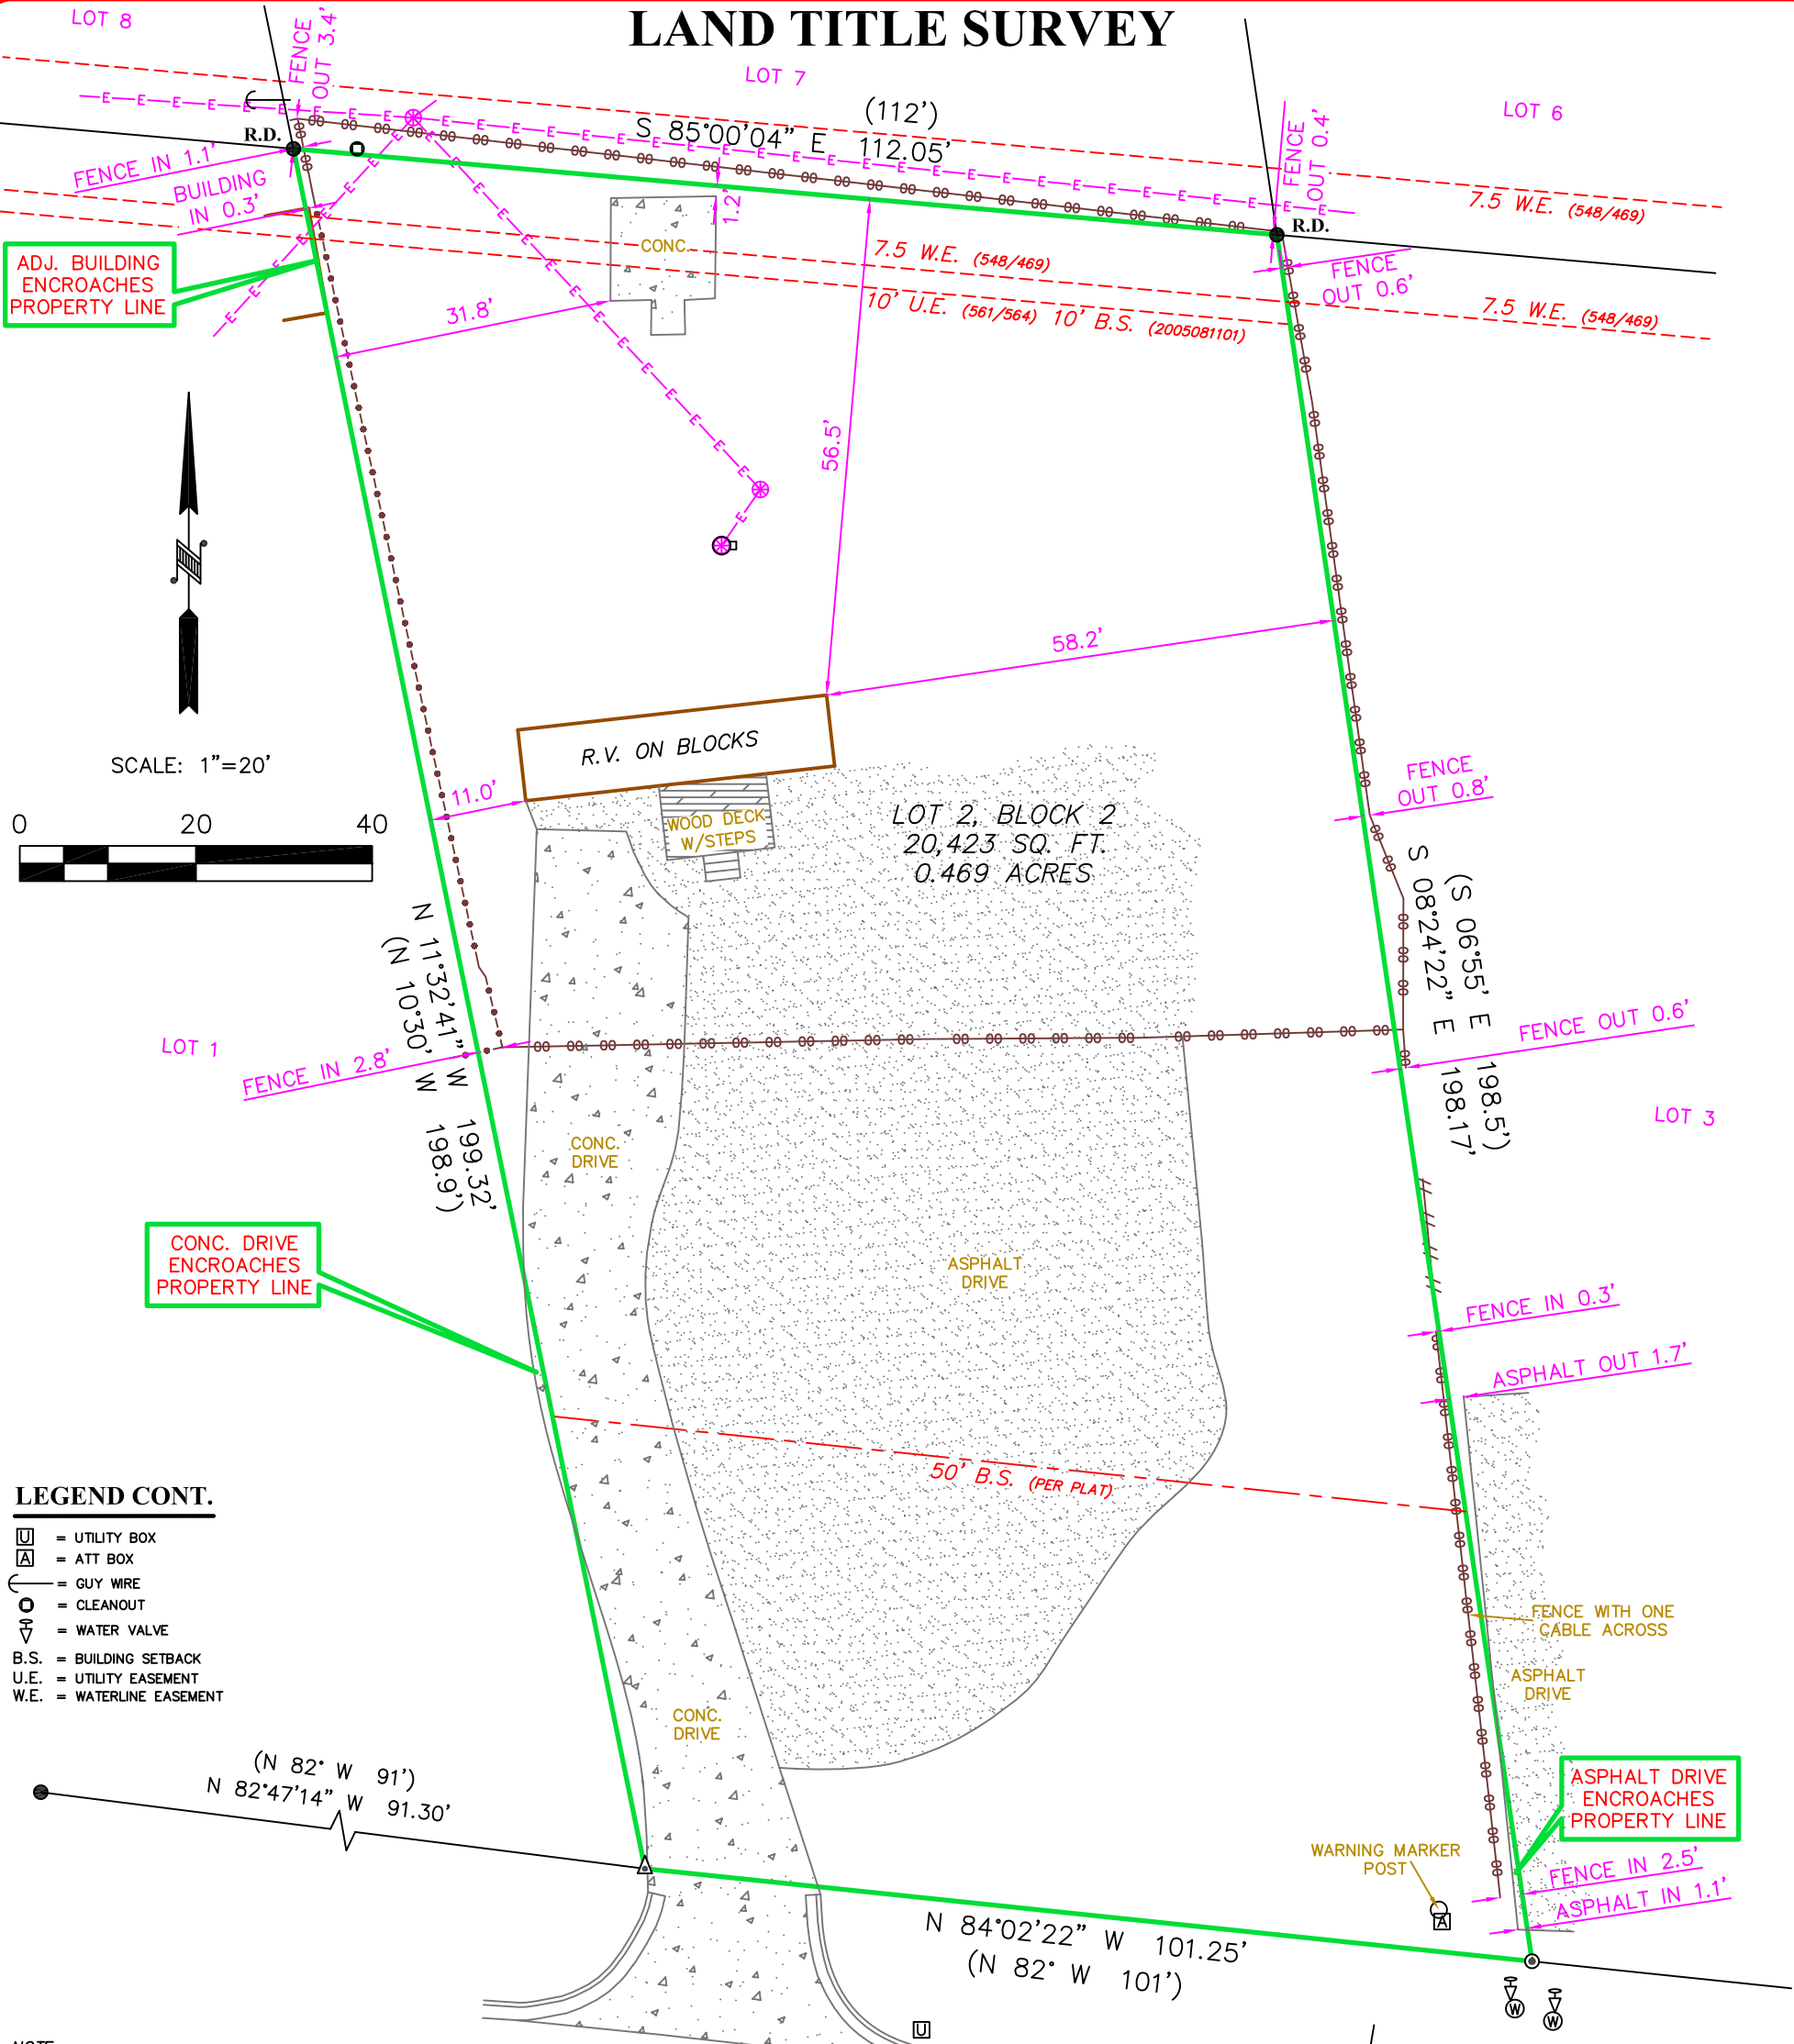 LAND TITLE SURVEY
LOT 8
FENCE
OUT 3.4'
LOT 7
(112')
S 85°00'04" E 112.05'
LOT 6
FENCE
OUT 0.4'
R.D.
R.D.
FENCE IN 1.1'
BUILDING
IN 0.3'
ADJ. BUILDING
ENCROACHES
PROPERTY LINE
CONC.
1.2'
7.5 W.E. (548/469)
7.5 W.E. (548/469)
FENCE
OUT 0.6'
10' U.E. (561/564) 10' B.S. (2005081101)
7.5 W.E. (548/469)
31.8'
56.5'
58.2'
SCALE: 1"=20'
0 20 40
R.V. ON BLOCKS
11.0'
WOOD DECK
W/STEPS
LOT 2, BLOCK 2
20,423 SQ. FT.
0.469 ACRES
FENCE
OUT 0.8'
N 11°32'41" W 199.32'
(N 10°30' W 198.9')
(S 06°55' E 198.5')
S 08°24'22" E 198.17'
LOT 1
FENCE IN 2.8'
FENCE OUT 0.6'
LOT 3
CONC.
DRIVE
CONC. DRIVE
ENCROACHES
PROPERTY LINE
ASPHALT
DRIVE
FENCE IN 0.3'
ASPHALT OUT 1.7'
50' B.S. (PER PLAT)
LEGEND CONT.
U = UTILITY BOX
A = ATT BOX
= GUY WIRE
= CLEANOUT
= WATER VALVE
B.S. = BUILDING SETBACK
U.E. = UTILITY EASEMENT
W.E. = WATERLINE EASEMENT
FENCE WITH ONE
CABLE ACROSS
ASPHALT
DRIVE
CONC.
DRIVE
(N 82° W 91')
N 82°47'14" W 91.30'
ASPHALT DRIVE
ENCROACHES
PROPERTY LINE
WARNING MARKER
POST
A
FENCE IN 2.5'
ASPHALT IN 1.1'
N 84°02'22" W 101.25'
(N 82° W 101')
W
W
U